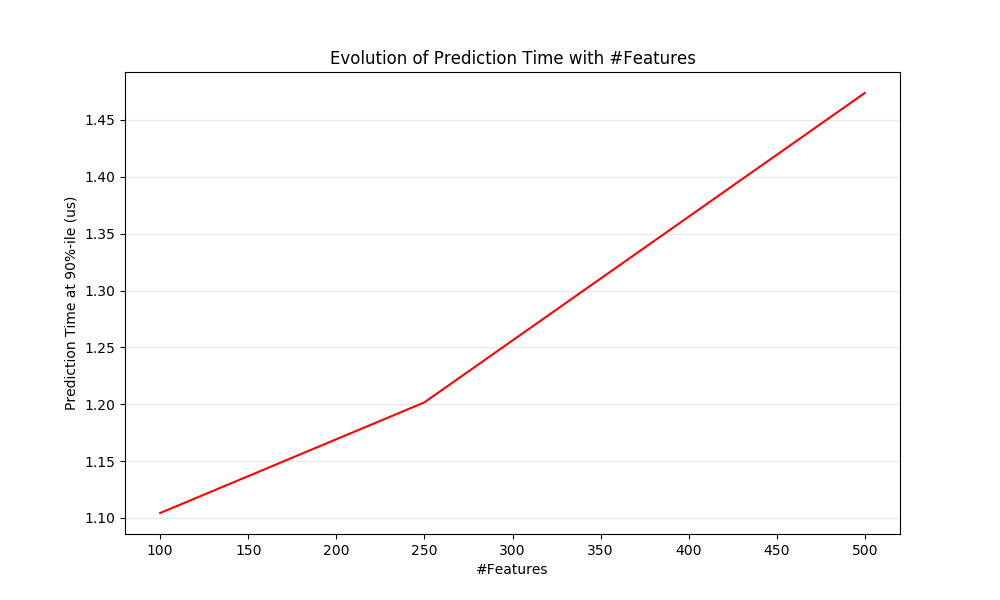 Evolution of Prediction Time with #Features
Prediction Time at 90%-ile (us)
1.45
1.40
1.35
1.30
1.25
1.20
1.15
1.10
100 150 200 250 300 350 400 450 500
#Features